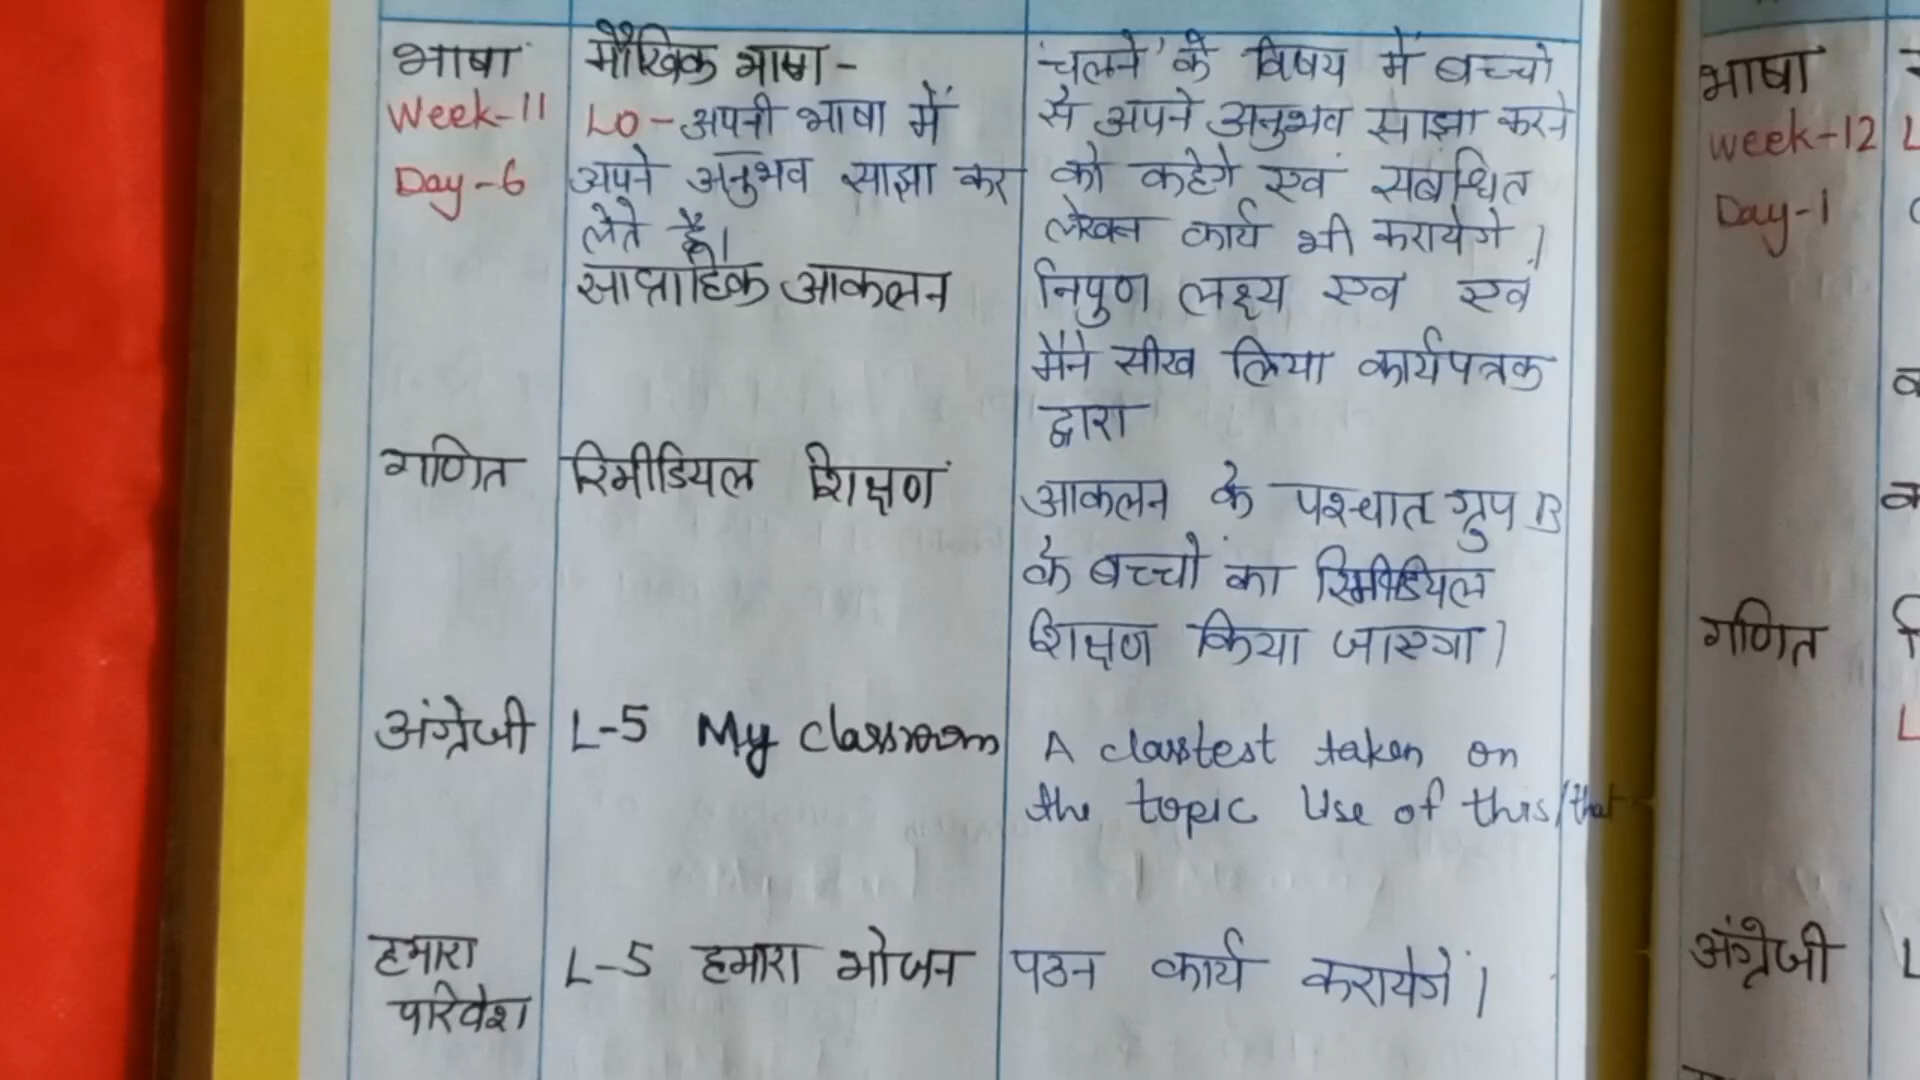 भाषा
Week-11
Day-6
मौखिक भाषा-
LO-अपनी भाषा में
अपने अनुभव साझा कर
लेते है।
साप्ताहिक आकलन
'चलने' के विषय में बच्चो
से अपने अनुभव साझा करने
को कहेगे एवं संबंधित
लेखन कार्य भी करायेगे।
निपुण लक्ष्य एव एवं
मैने सीख लिया कार्यपत्रक
द्वारा
गणित
रिमीडियल शिक्षण
आकलन के पश्चात ग्रुप B
के बच्चों का रिमीडियल
शिक्षण किया जाएगा।
अंग्रेजी
L-5 My classroom
A classtest taken on
the topic Use of this/that
हमारा
परिवेश
L-5 हमारा भोजन
पठन कार्य करायेगें।
भाषा
week-12
Day-1
गणित
अंग्रेजी